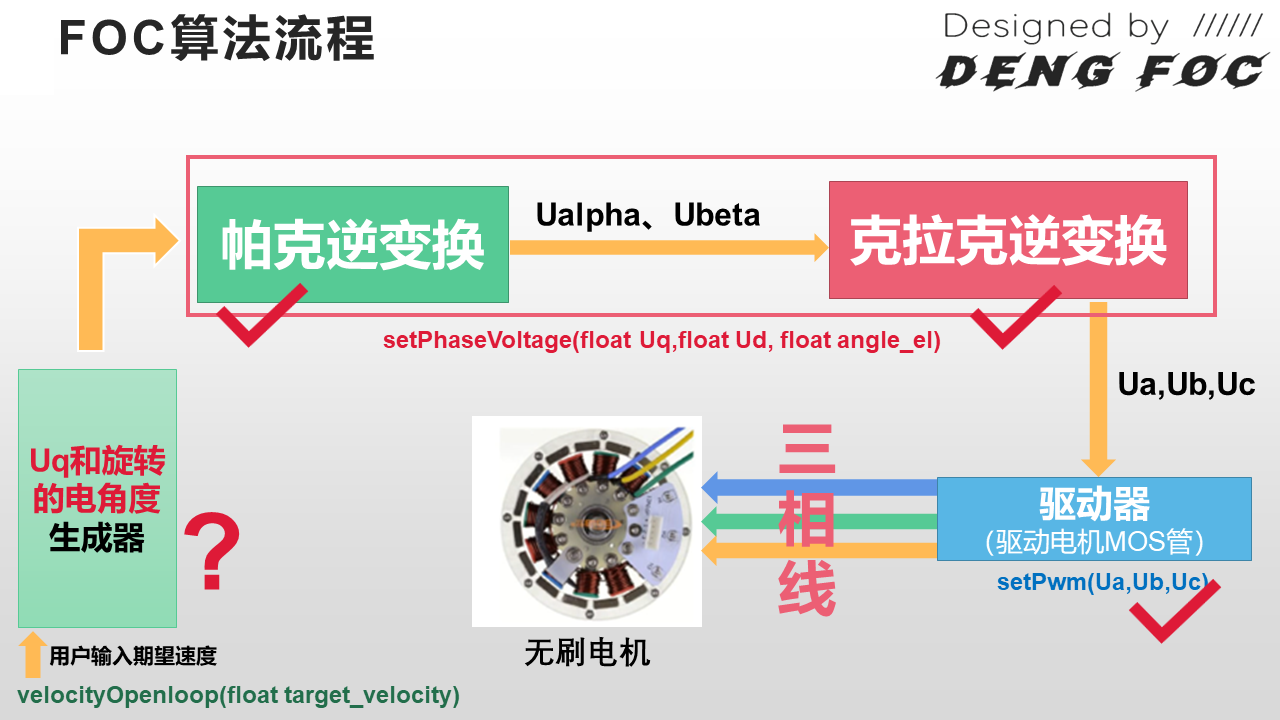 FOC算法流程
Designed by //////
DENG FOC
帕克逆变换
Ualpha、Ubeta
克拉克逆变换
setPhaseVoltage(float Uq,float Ud, float angle_el)
Ua,Ub,Uc
Uq和旋转
的电角度
生成器
?
三
相
线
驱动器
（驱动电机MOS管）
setPwm(Ua,Ub,Uc)
无刷电机
用户输入期望速度
velocityOpenloop(float target_velocity)